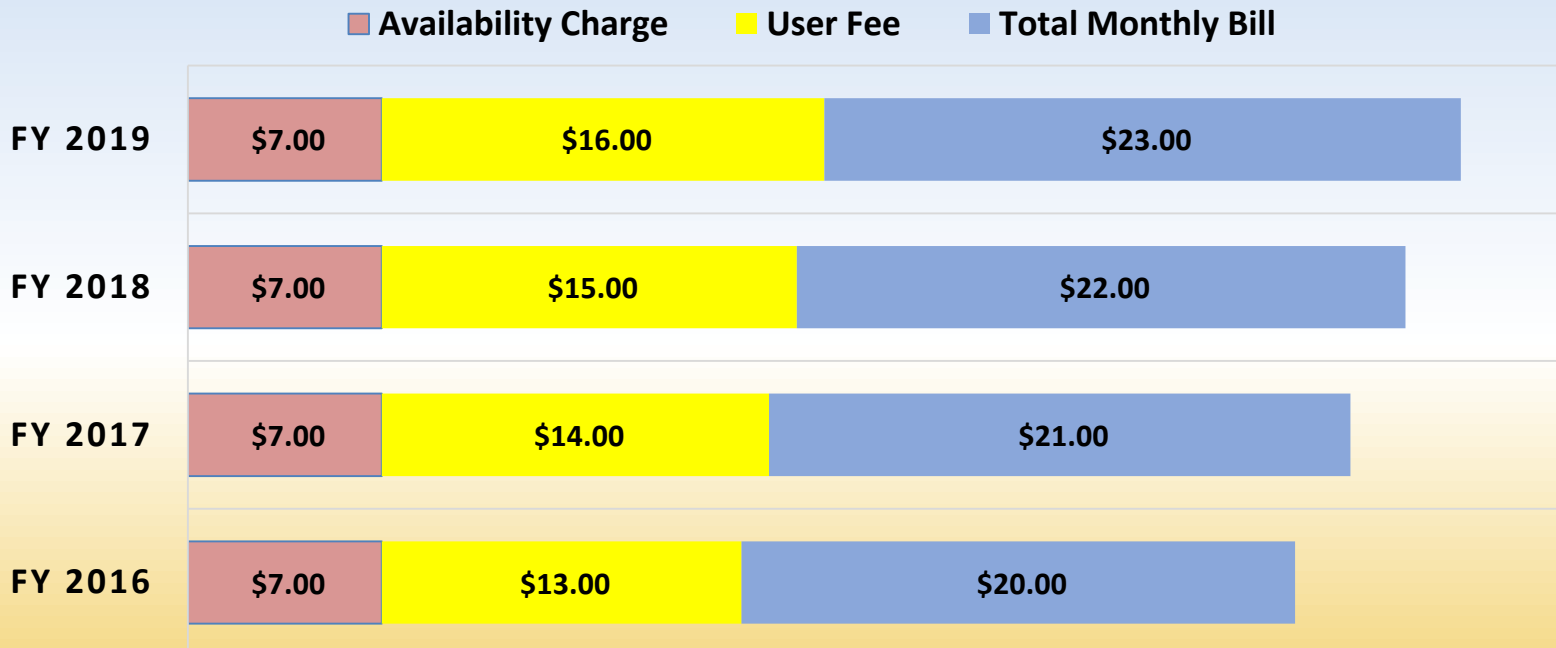 Availability Charge User Fee Total Monthly Bill
FY 2019 $7.00 $16.00 $23.00
FY 2018 $7.00 $15.00 $22.00
FY 2017 $7.00 $14.00 $21.00
FY 2016 $7.00 $13.00 $20.00